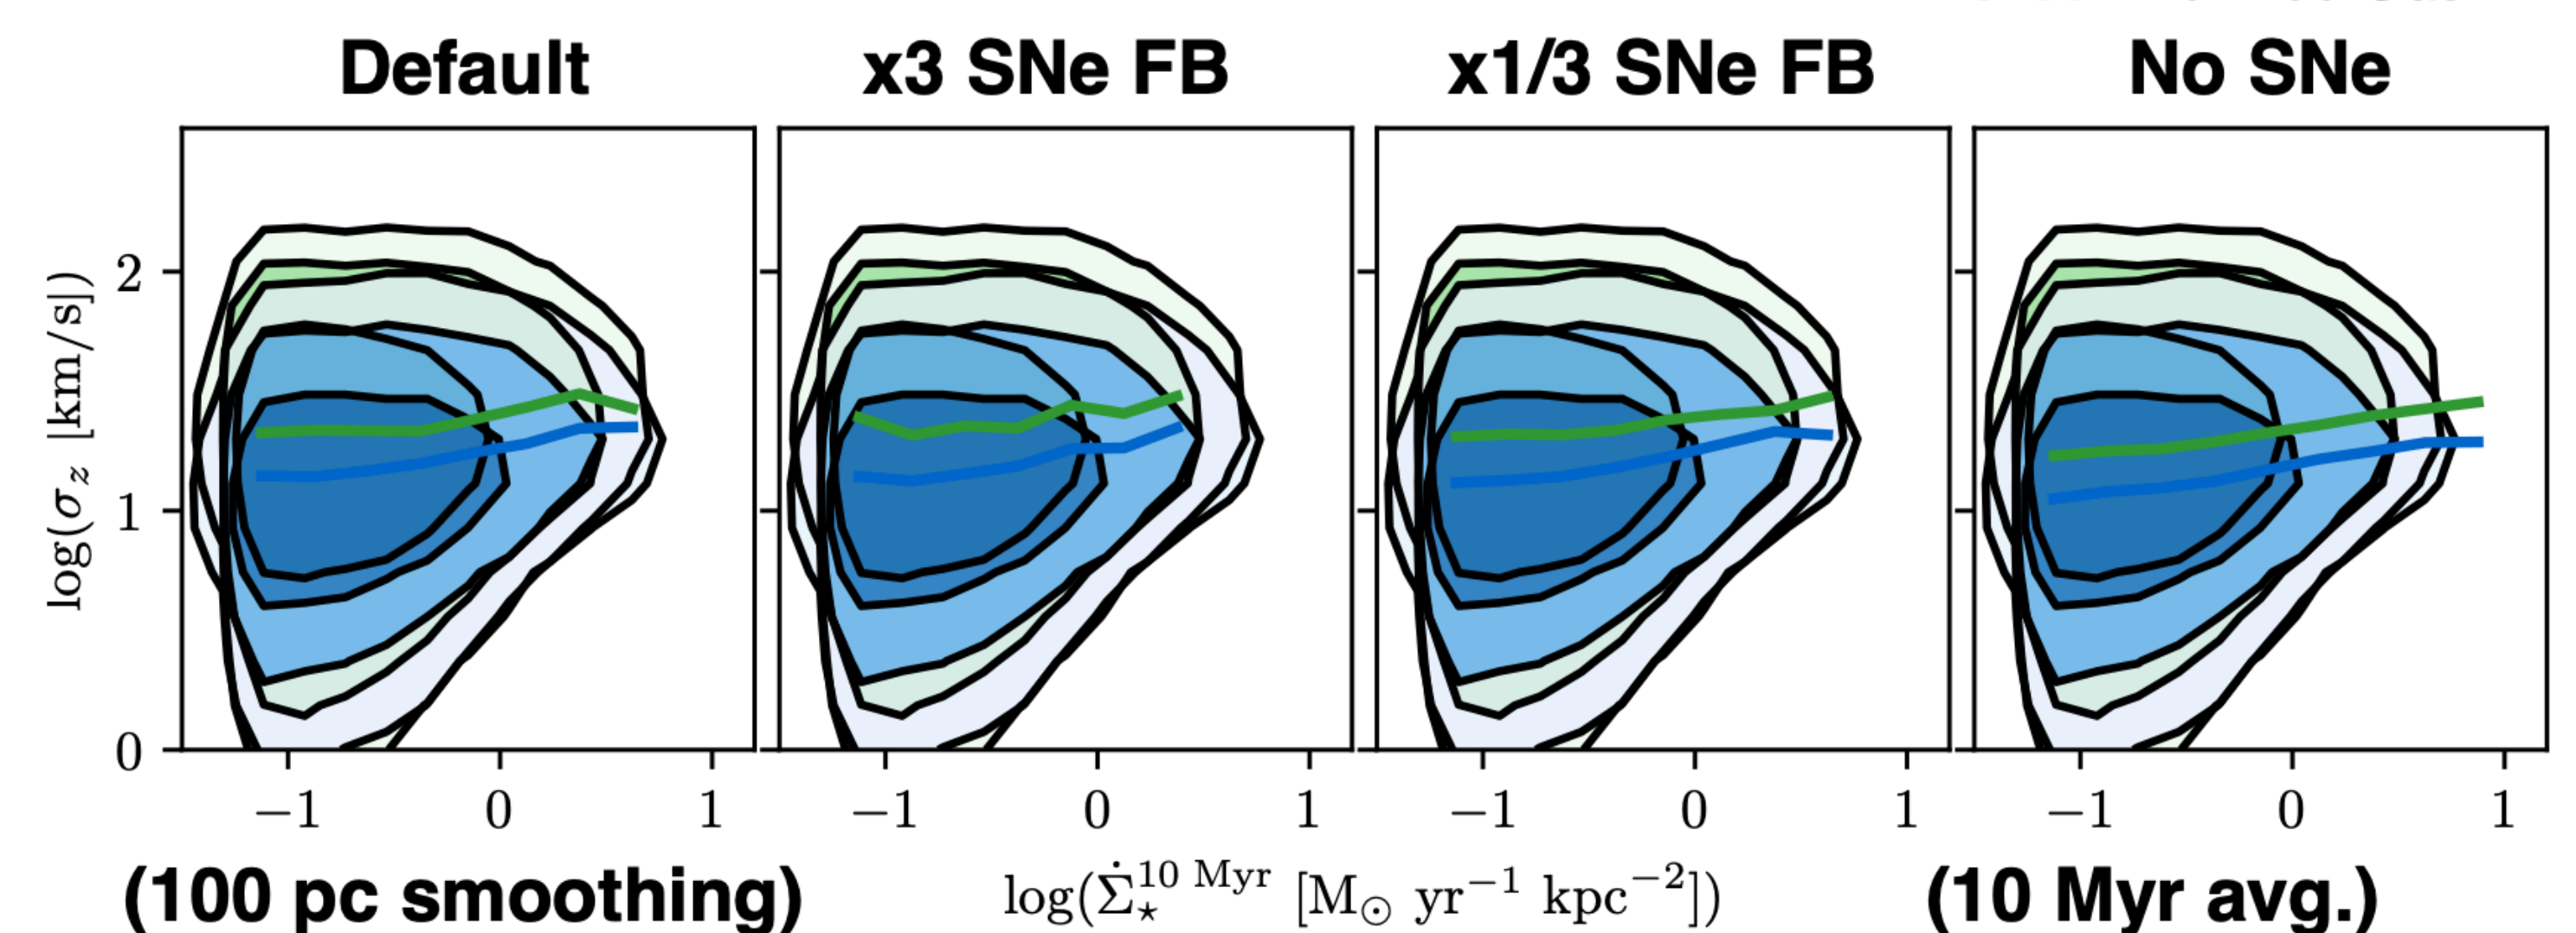 Default x3 SNe FB x1/3 SNe FB No SNe
log(σ_z [km/s])
2
1
0
−1 0 1 −1 0 1 −1 0 1 −1 0 1
(100 pc smoothing) log(Σ̇⋆^10 Myr [M⊙ yr⁻¹ kpc⁻²]) (10 Myr avg.)